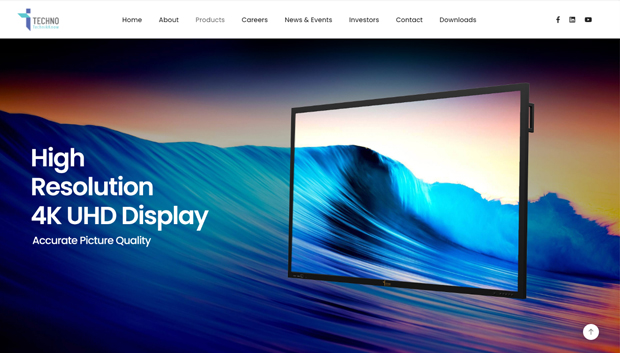 TECHNO
Home
About
Products
Careers
News & Events
Investors
Contact
Downloads
High
Resolution
4K UHD Display
Accurate Picture Quality